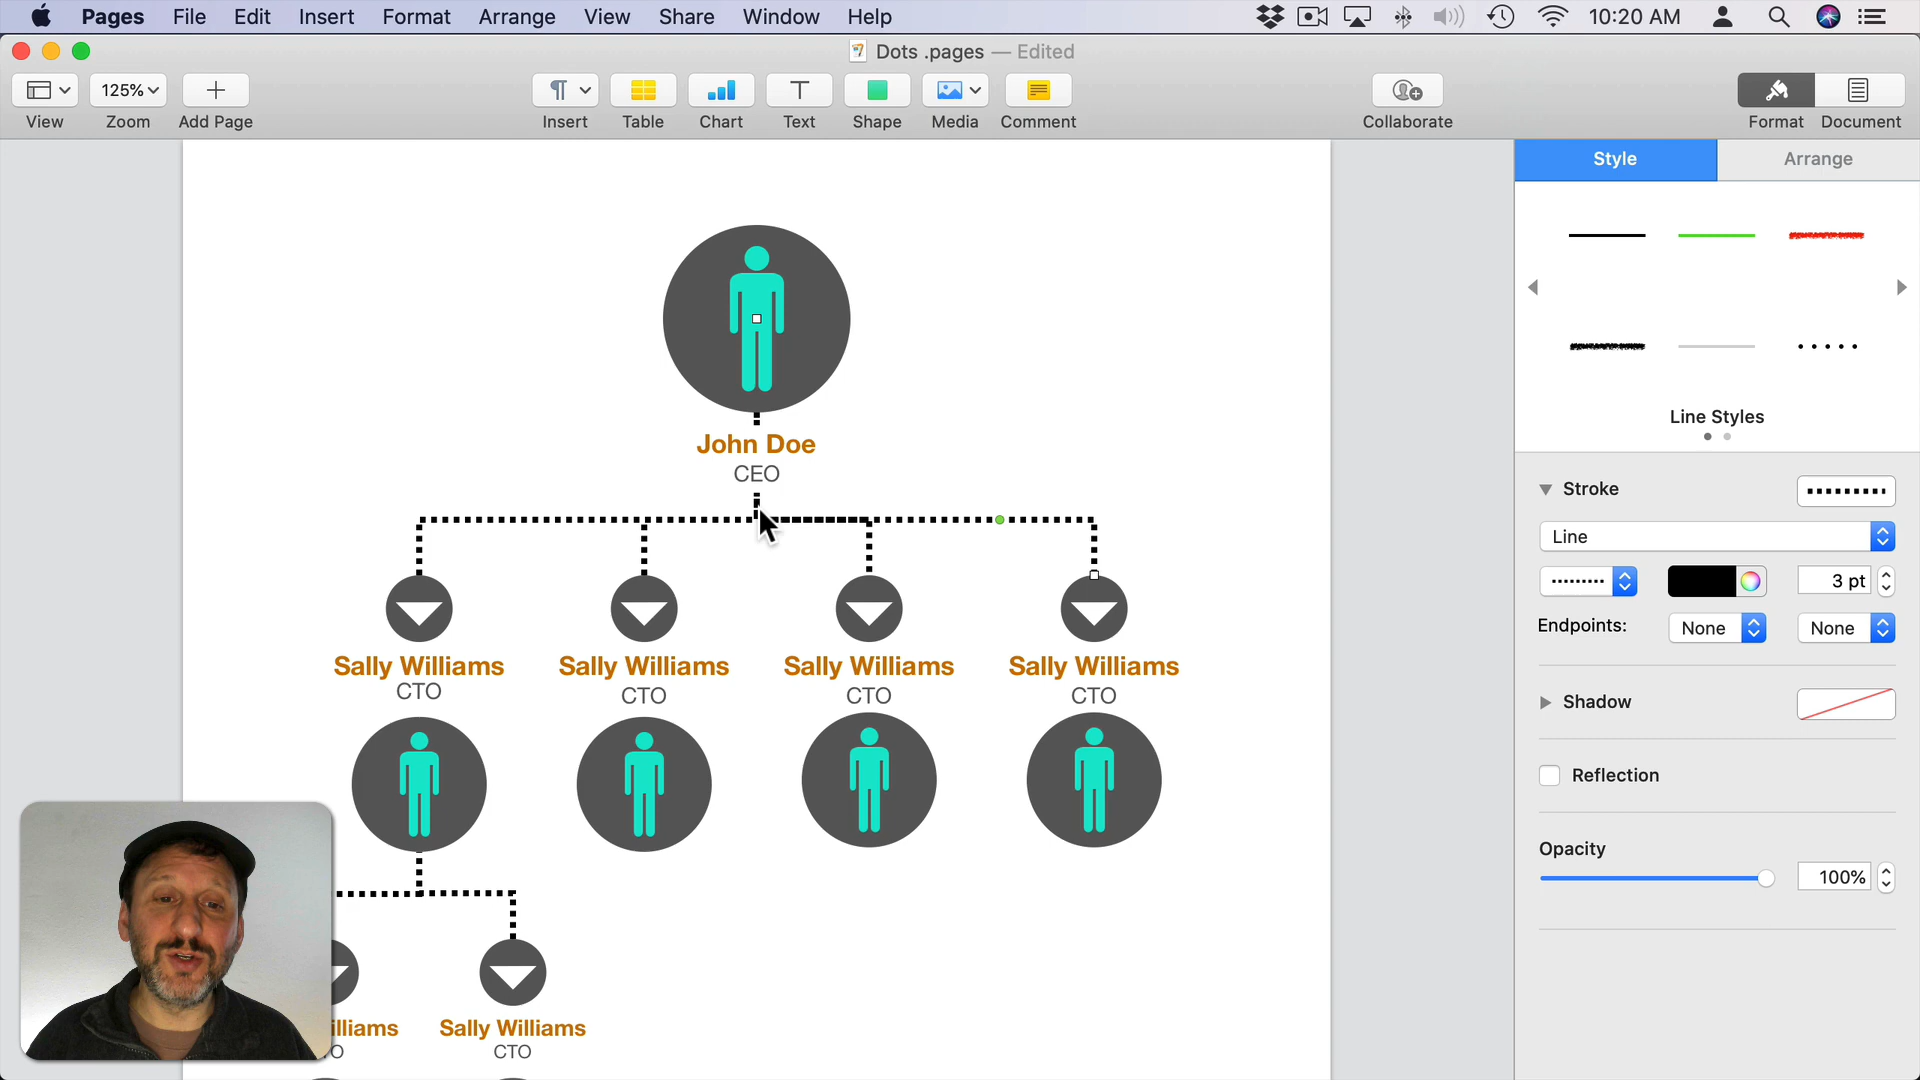 Pages File Edit Insert Format Arrange View Share Window Help 10:20 AM
Dots .pages — Edited
125%
View Zoom Add Page Insert Table Chart Text Shape Media Comment Collaborate Format Document
Style Arrange
Line Styles
John Doe
CEO
Stroke
Line
3 pt
Endpoints: None None
Sally Williams Sally Williams Sally Williams Sally Williams
CTO CTO CTO CTO
Shadow
Reflection
Opacity
100%
illiams Sally Williams
O CTO